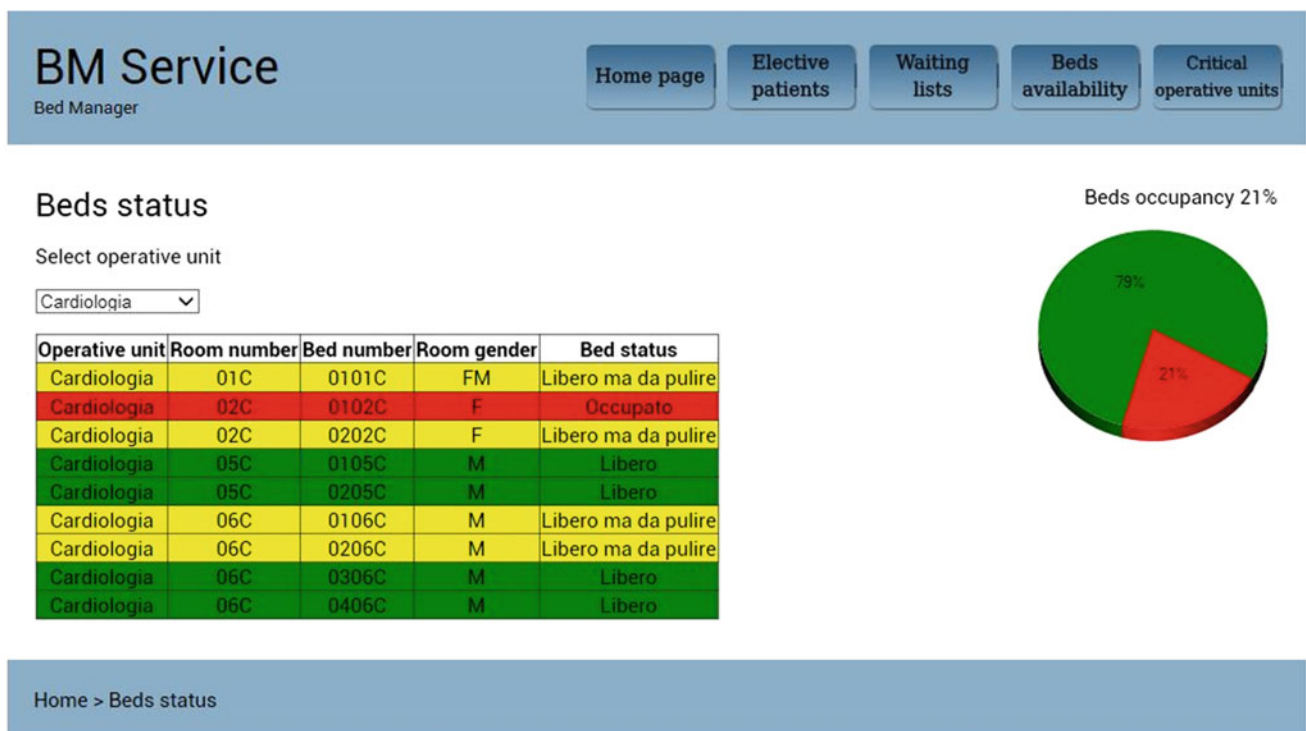 BM Service
Bed Manager
Home page
Elective
patients
Waiting
lists
Beds
availability
Critical
operative units
Beds status
Select operative unit
Cardiologia
Beds occupancy 21%
79%
21%
Operative unit Room number Bed number Room gender Bed status
Cardiologia 01C 0101C FM Libero ma da pulire
Cardiologia 02C 0102C F Occupato
Cardiologia 02C 0202C F Libero ma da pulire
Cardiologia 05C 0105C M Libero
Cardiologia 05C 0205C M Libero
Cardiologia 06C 0106C M Libero ma da pulire
Cardiologia 06C 0206C M Libero ma da pulire
Cardiologia 06C 0306C M Libero
Cardiologia 06C 0406C M Libero
Home > Beds status